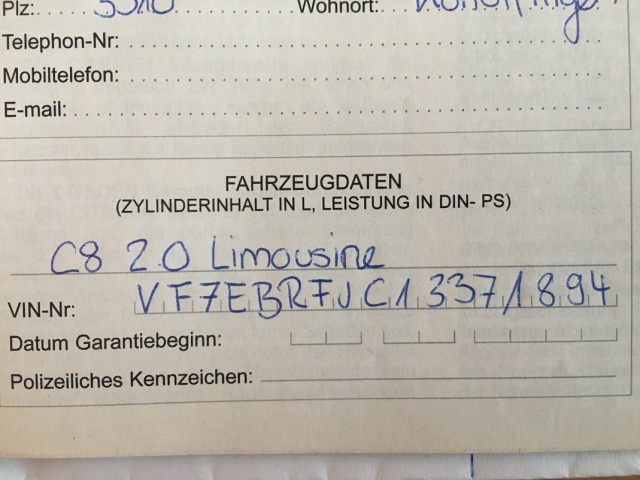 Plz: Wohnort:
Telephon-Nr:
Mobiltelefon:
E-mail:
FAHRZEUGDATEN
(ZYLINDERINHALT IN L, LEISTUNG IN DIN- PS)
C8 2 0 Limousine
VIN-Nr: VF7EBRFJC13371894
Datum Garantiebeginn:
Polizeiliches Kennzeichen: